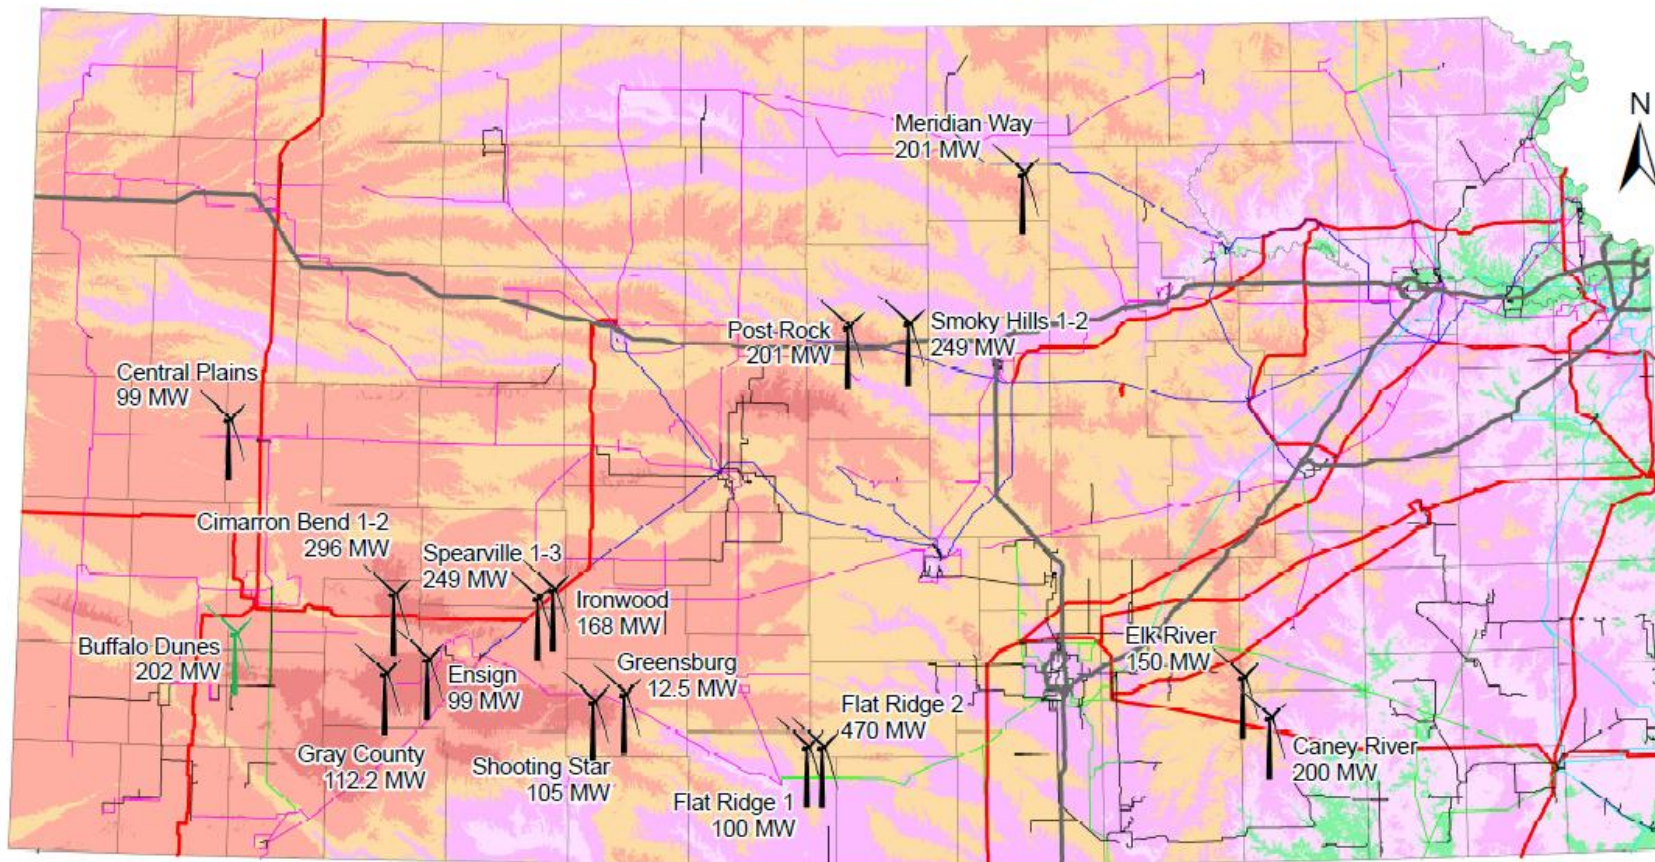 N
Meridian Way
201 MW
Post Rock
201 MW
Smoky Hills 1-2
249 MW
Central Plains
99 MW
Cimarron Bend 1-2
296 MW
Spearville 1-3
249 MW
Ironwood
168 MW
Buffalo Dunes
202 MW
Ensign
99 MW
Greensburg
12.5 MW
Elk River
150 MW
Gray County
112.2 MW
Shooting Star
105 MW
Flat Ridge 2
470 MW
Flat Ridge 1
100 MW
Caney River
200 MW